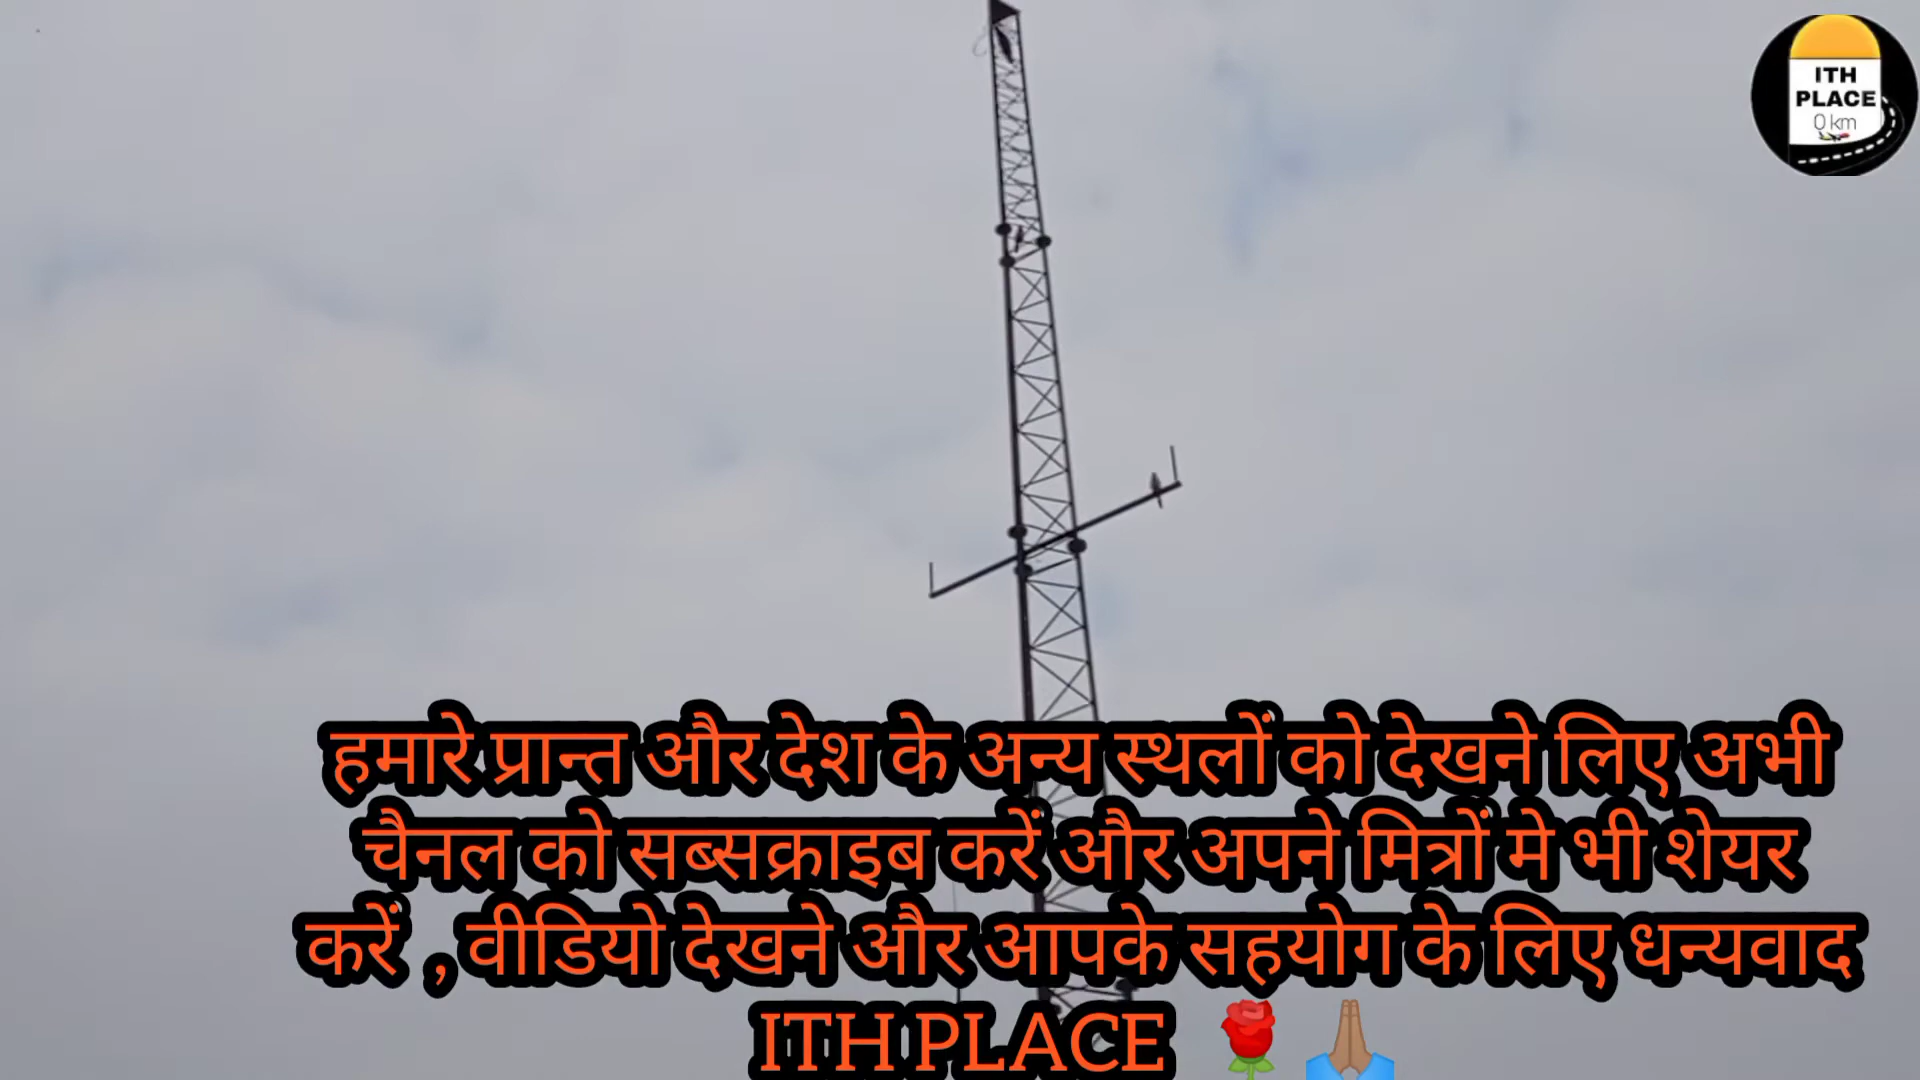 ITH
PLACE
0 km
हमारे प्रान्त और देश के अन्य स्थलों को देखने लिए अभी
चैनल को सब्सक्राइब करें और अपने मित्रों मे भी शेयर
करें , वीडियो देखने और आपके सहयोग के लिए धन्यवाद
ITH PLACE 🌹🙏🏽